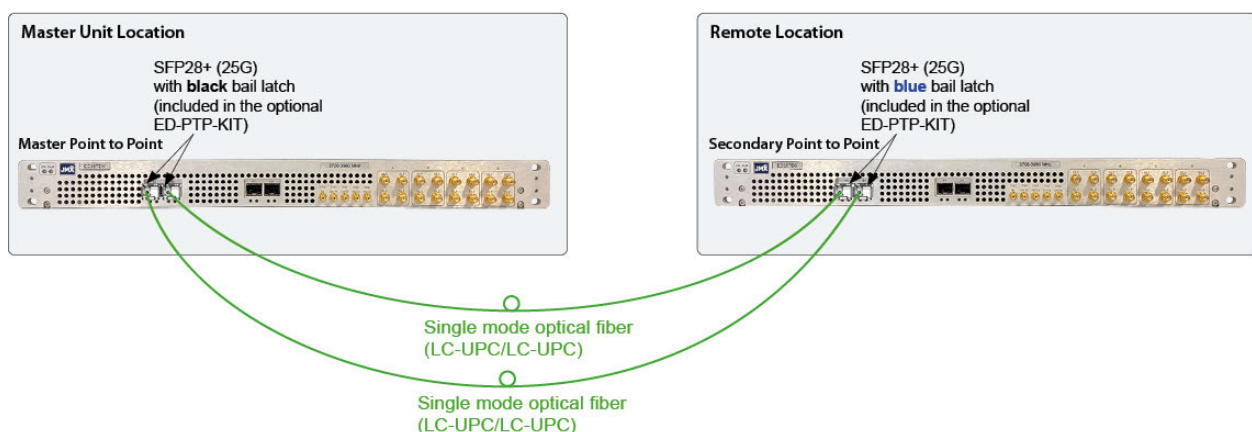 Master Unit Location
SFP28+ (25G)
with black bail latch
(included in the optional
ED-PTP-KIT)
Master Point to Point
JMA
Remote Location
SFP28+ (25G)
with blue bail latch
(included in the optional
ED-PTP-KIT)
Secondary Point to Point
JMA
Single mode optical fiber
(LC-UPC/LC-UPC)
Single mode optical fiber
(LC-UPC/LC-UPC)